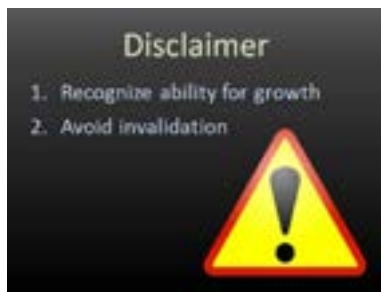 Disclaimer
1. Recognize ability for growth
2. Avoid invalidation